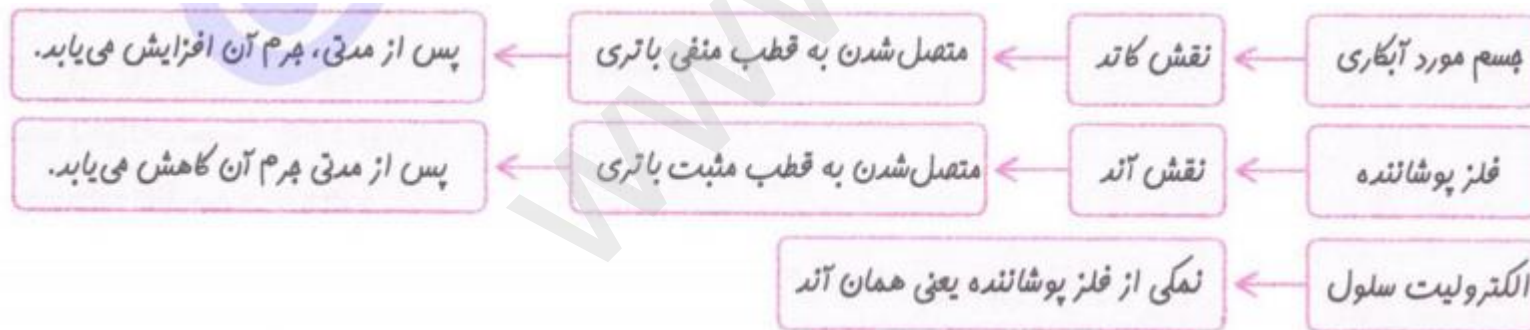 جسم مورد آبکاری ← نقش کاتد ← متصل‌شدن به قطب منفی باتری ← پس از مدتی، جرم آن افزایش می‌یابد.
فلز پوشاننده ← نقش آند ← متصل‌شدن به قطب مثبت باتری ← پس از مدتی جرم آن کاهش می‌یابد.
الکترولیت سلول ← نمکی از فلز پوشاننده یعنی همان آند